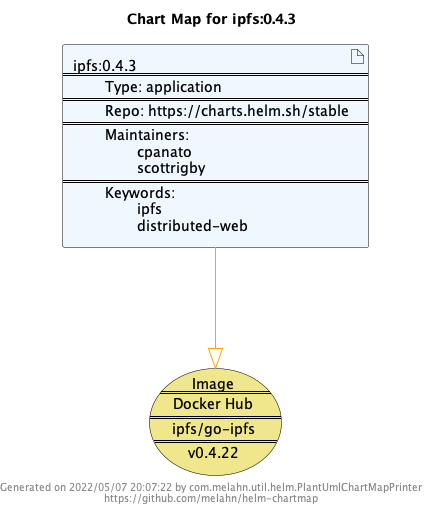 Chart Map for ipfs:0.4.3
ipfs:0.4.3
Type: application
Repo: https://charts.helm.sh/stable
Maintainers:
cpanato
scottrigby
Keywords:
ipfs
distributed-web
Image
Docker Hub
ipfs/go-ipfs
v0.4.22
Generated on 2022/05/07 20:07:22 by com.melahn.util.helm.PlantUmlChartMapPrinter
https://github.com/melahn/helm-chartmap